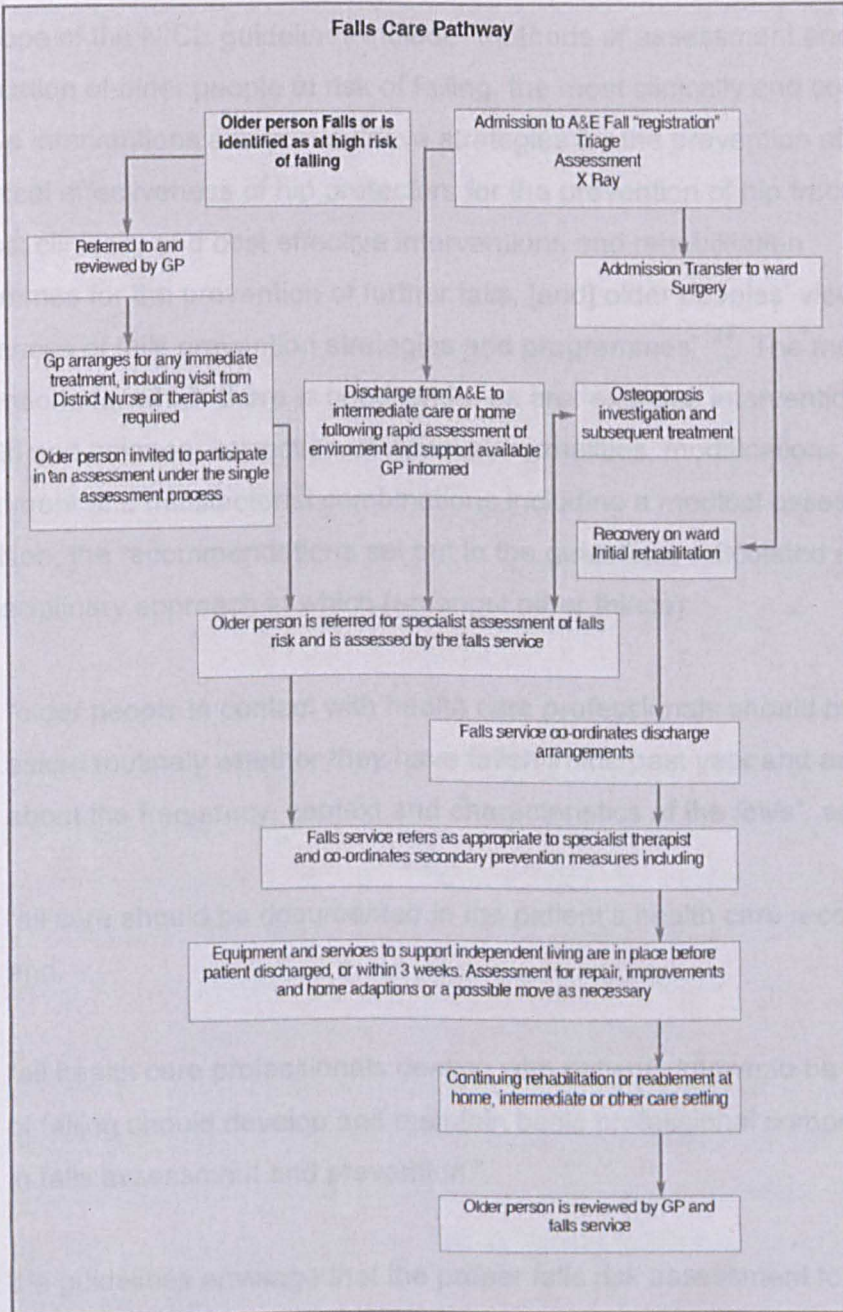 Falls Care Pathway
Older person Falls or is
identified as at high risk
of falling
Admission to A&E Fall "registration"
Triage
Assessment
X Ray
Referred to and
reviewed by GP
Addmission Transfer to ward
Surgery
Gp arranges for any immediate
treatment, including visit from
District Nurse or therapist as
required
Older person invited to participate
in an assessment under the single
assessment process
Discharge from A&E to
intermediate care or home
following rapid assessment of
enviroment and support available
GP informed
Osteoporosis
investigation and
subsequent treatment
Recovery on ward
Initial rehabilitation
Older person is referred for specialist assessment of falls
risk and is assessed by the falls service
Falls service co-ordinates discharge
arrangements
Falls service refers as appropriate to specialist therapist
and co-ordinates secondary prevention measures including
Equipment and services to support independent living are in place before
patient discharged, or within 3 weeks. Assessment for repair, improvements
and home adaptions or a possible move as necessary
Continuing rehabilitation or reablement at
home, intermediate or other care setting
Older person is reviewed by GP and
falls service